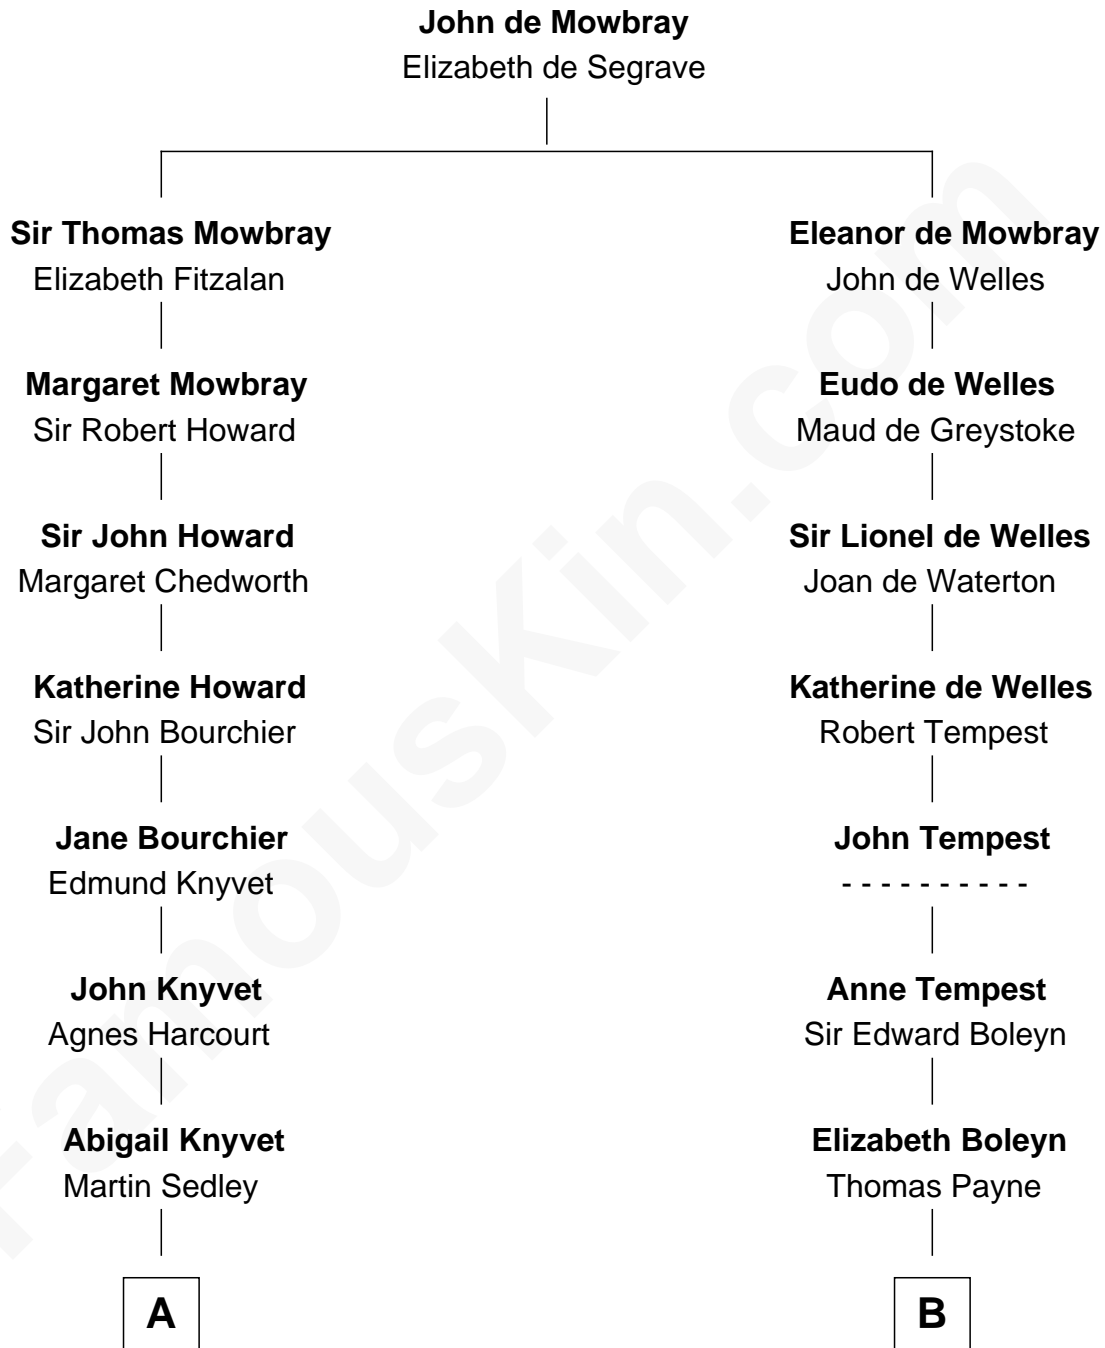 John de Mowbray
Elizabeth de Segrave
Sir Thomas Mowbray
Elizabeth Fitzalan
Eleanor de Mowbray
John de Welles
Margaret Mowbray
Sir Robert Howard
Eudo de Welles
Maud de Greystoke
Sir John Howard
Margaret Chedworth
Sir Lionel de Welles
Joan de Waterton
Katherine Howard
Sir John Bourchier
Katherine de Welles
Robert Tempest
Jane Bourchier
Edmund Knyvet
John Tempest
- - - - - - - - - -
John Knyvet
Agnes Harcourt
Anne Tempest
Sir Edward Boleyn
Abigail Knyvet
Martin Sedley
Elizabeth Boleyn
Thomas Payne
A
B
FamousKin.com